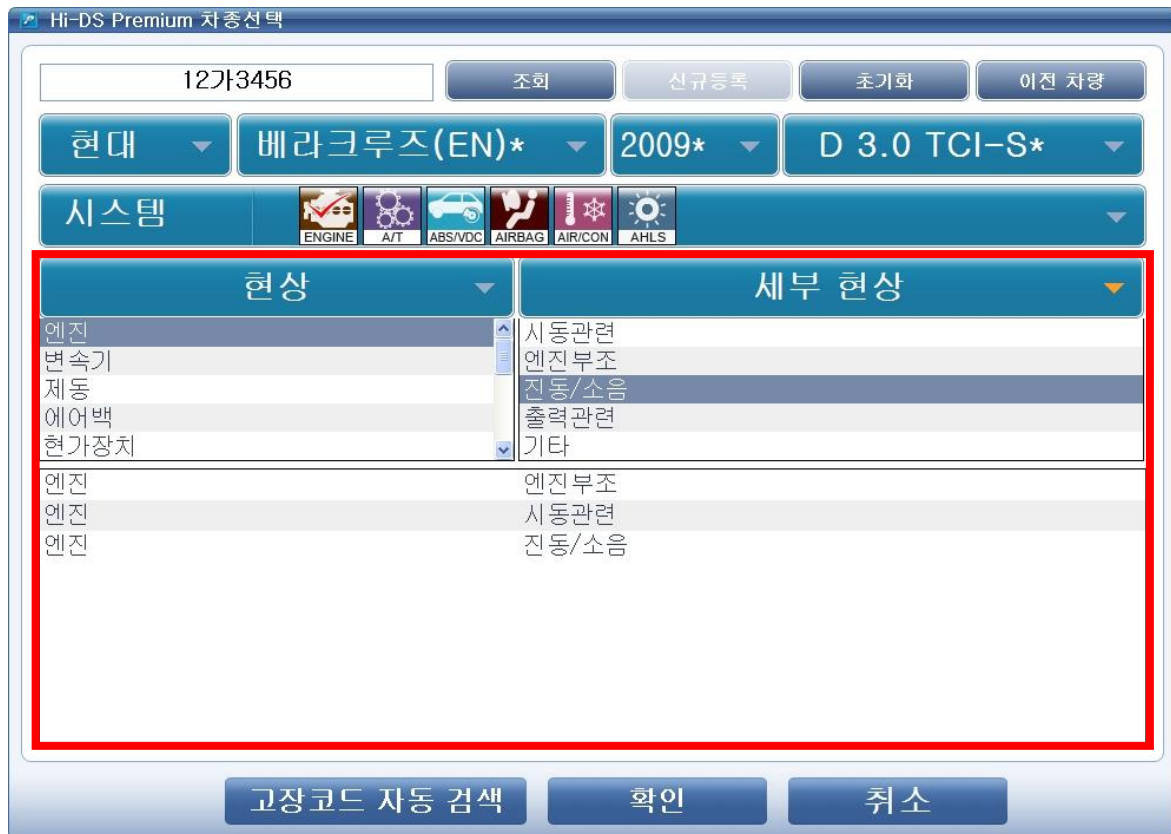 Hi-DS Premium 차종선택
12가3456 조회 신규등록 초기화 이전 차량
현대 베라크루즈(EN)* 2009* D 3.0 TCI-S*
시스템 ENGINE A/T ABS/VDC AIRBAG AIR/CON AHLS
현상 세부 현상
엔진 시동관련
변속기 엔진부조
제동 진동/소음
에어백 출력관련
현가장치 기타
엔진 엔진부조
엔진 시동관련
엔진 진동/소음
고장코드 자동 검색 확인 취소